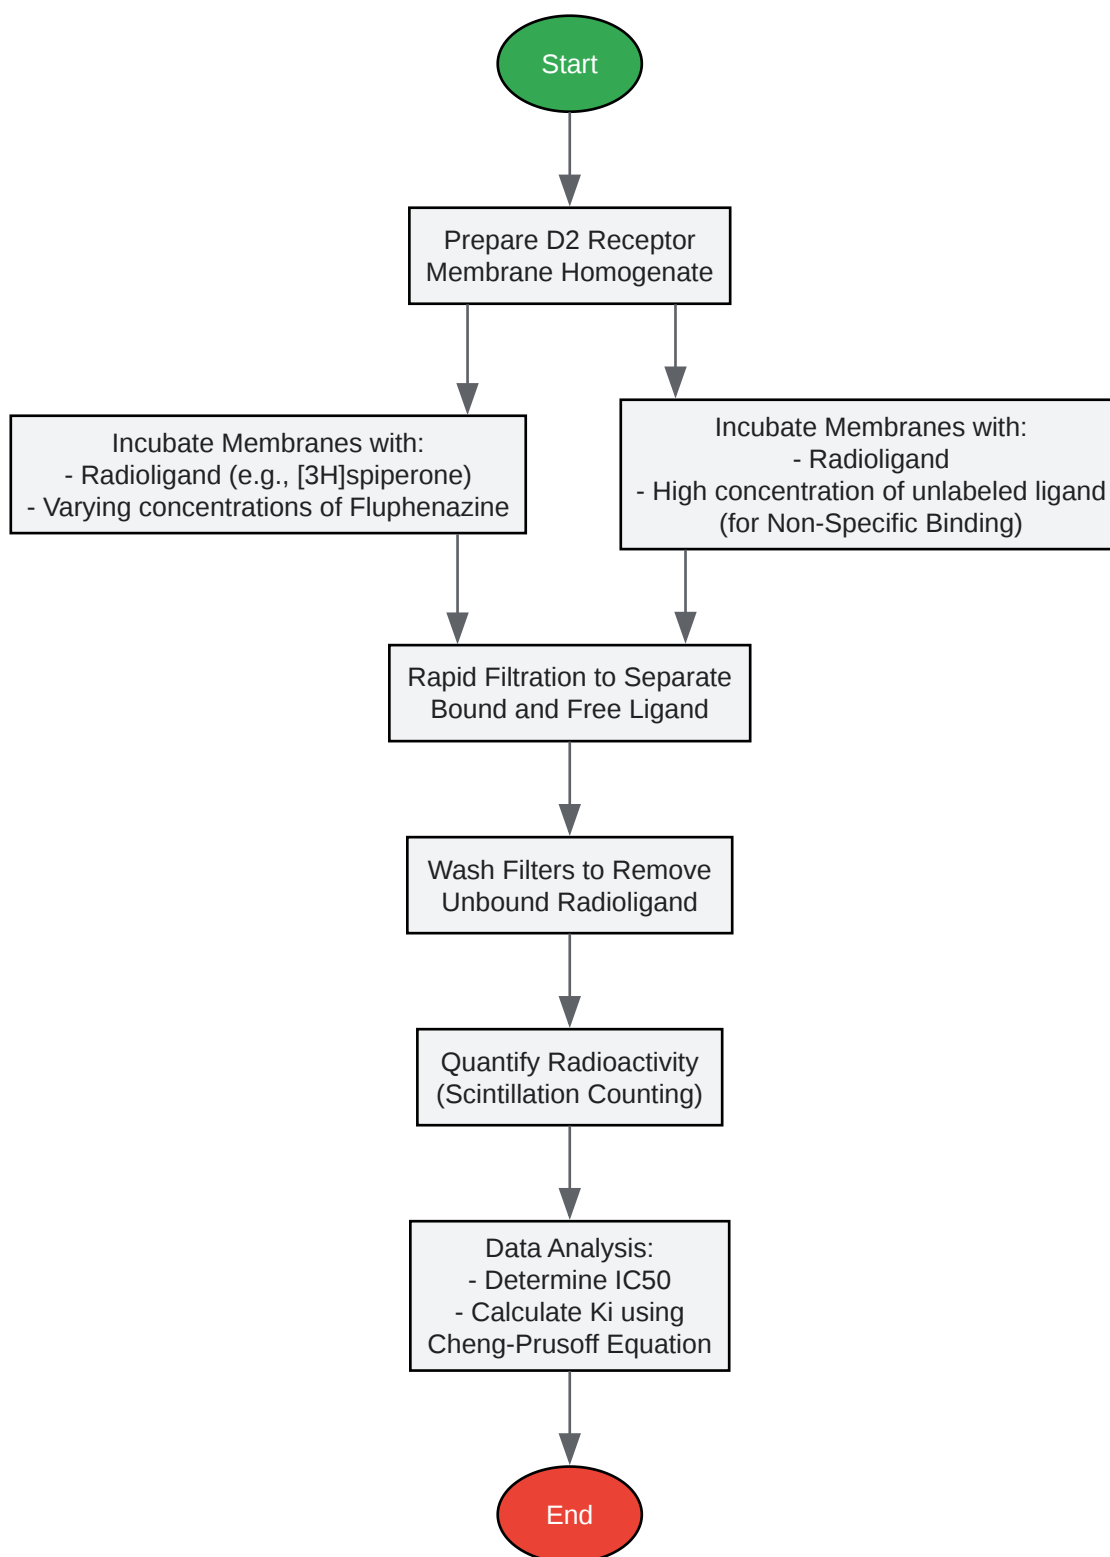 Start
Prepare D2 Receptor
Membrane Homogenate
Incubate Membranes with:
- Radioligand (e.g., [3H]spiperone)
- Varying concentrations of Fluphenazine
Incubate Membranes with:
- Radioligand
- High concentration of unlabeled ligand
(for Non-Specific Binding)
Rapid Filtration to Separate
Bound and Free Ligand
Wash Filters to Remove
Unbound Radioligand
Quantify Radioactivity
(Scintillation Counting)
Data Analysis:
- Determine IC50
- Calculate Ki using
Cheng-Prusoff Equation
End